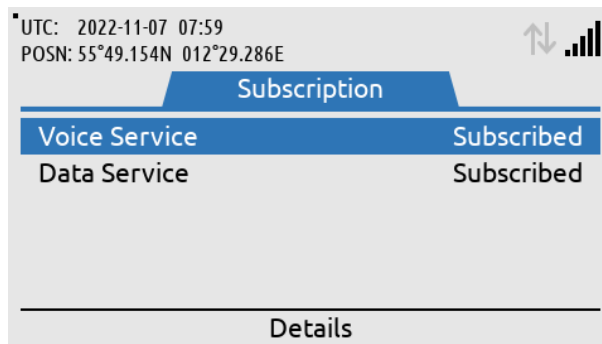 UTC: 2022-11-07 07:59
POSN: 55°49.154N 012°29.286E
Subscription
Voice Service Subscribed
Data Service Subscribed
Details